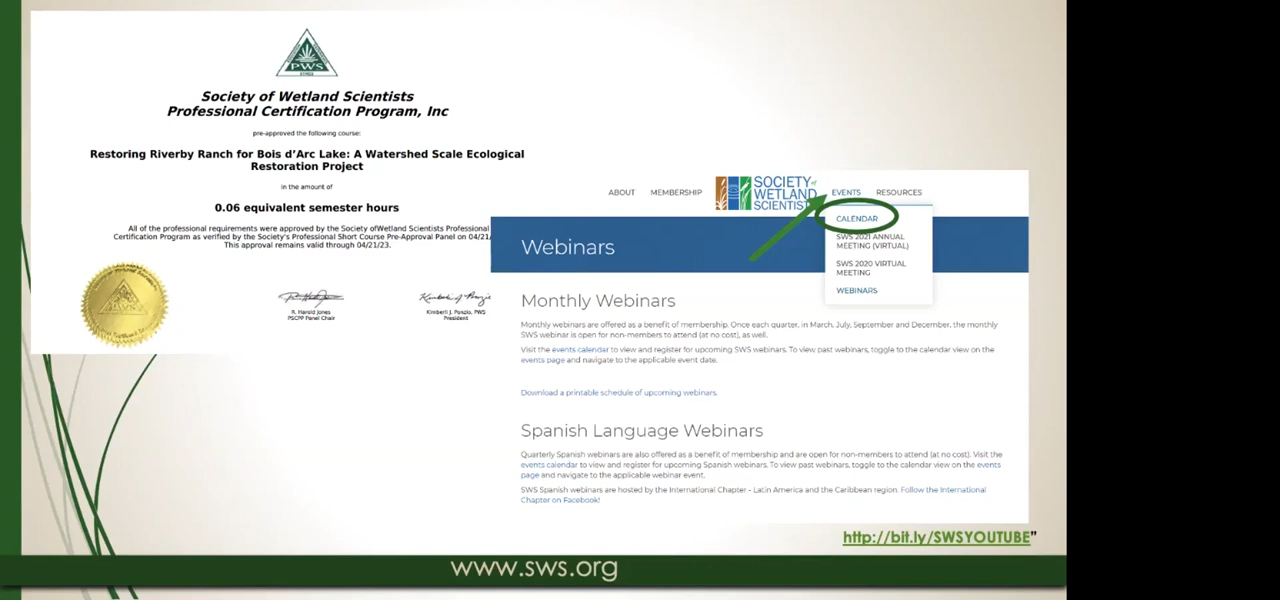 PWS
Society of Wetland Scientists
Professional Certification Program, Inc
pre-approved the following course:
Restoring Riverby Ranch for Bois d'Arc Lake: A Watershed Scale Ecological
Restoration Project
in the amount of
0.06 equivalent semester hours
All of the professional requirements were approved by the Society ofWetland Scientists Professional
Certification Program as verified by the Society's Professional Short Course Pre-Approval Panel on 04/21/
This approval remains valid through 04/21/23.
R. Harold Jones
PSCPP Panel Chair
Kimberli J. Ponzio, PWS
President
ABOUT MEMBERSHIP
SOCIETY of
WETLAND
SCIENTISTS
EVENTS RESOURCES
CALENDAR
SWS 2021 ANNUAL
MEETING (VIRTUAL)
SWS 2020 VIRTUAL
MEETING
WEBINARS
Webinars
Monthly Webinars
Monthly webinars are offered as a benefit of membership. Once each quarter, in March, July, September and December, the monthly
SWS webinar is open for non-members to attend (at no cost), as well.
Visit the events calendar to view and register for upcoming SWS webinars. To view past webinars, toggle to the calendar view on the
events page and navigate to the applicable event date.
Download a printable schedule of upcoming webinars.
Spanish Language Webinars
Quarterly Spanish webinars are also offered as a benefit of membership and are open for non-members to attend (at no cost). Visit the
events calendar to view and register for upcoming Spanish webinars. To view past webinars, toggle to the calendar view on the events
page and navigate to the applicable webinar event.
SWS Spanish webinars are hosted by the International Chapter - Latin America and the Caribbean region. Follow the International
Chapter on Facebook!
http://bit.ly/SWSYOUTUBE"
www.sws.org